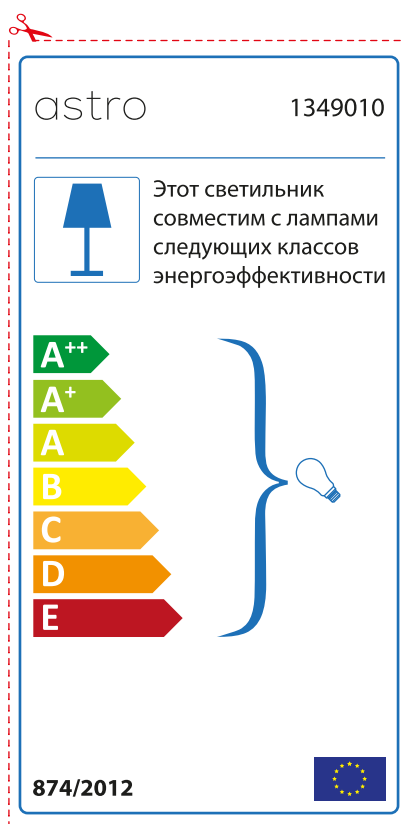 astro
1349010
Этот светильник
совместим с лампами
следующих классов
энергоэффективности
A++
A+
A
B
C
D
E
874/2012